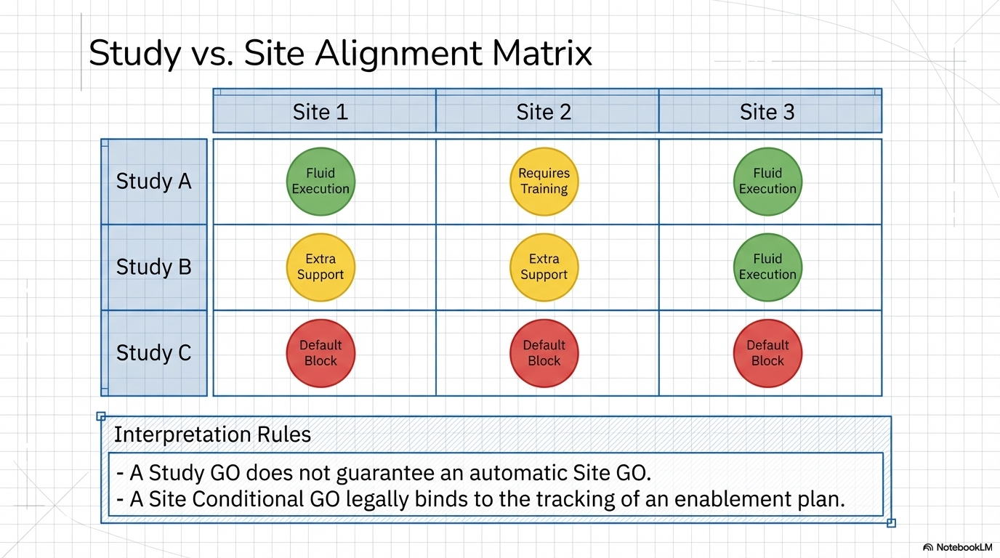 Study vs. Site Alignment Matrix
Site 1
Site 2
Site 3
Study A
Fluid
Execution
Requires
Training
Fluid
Execution
Study B
Extra
Support
Extra
Support
Fluid
Execution
Study C
Default
Block
Default
Block
Default
Block
Interpretation Rules
- A Study GO does not guarantee an automatic Site GO.
- A Site Conditional GO legally binds to the tracking of an enablement plan.
NotebookLM